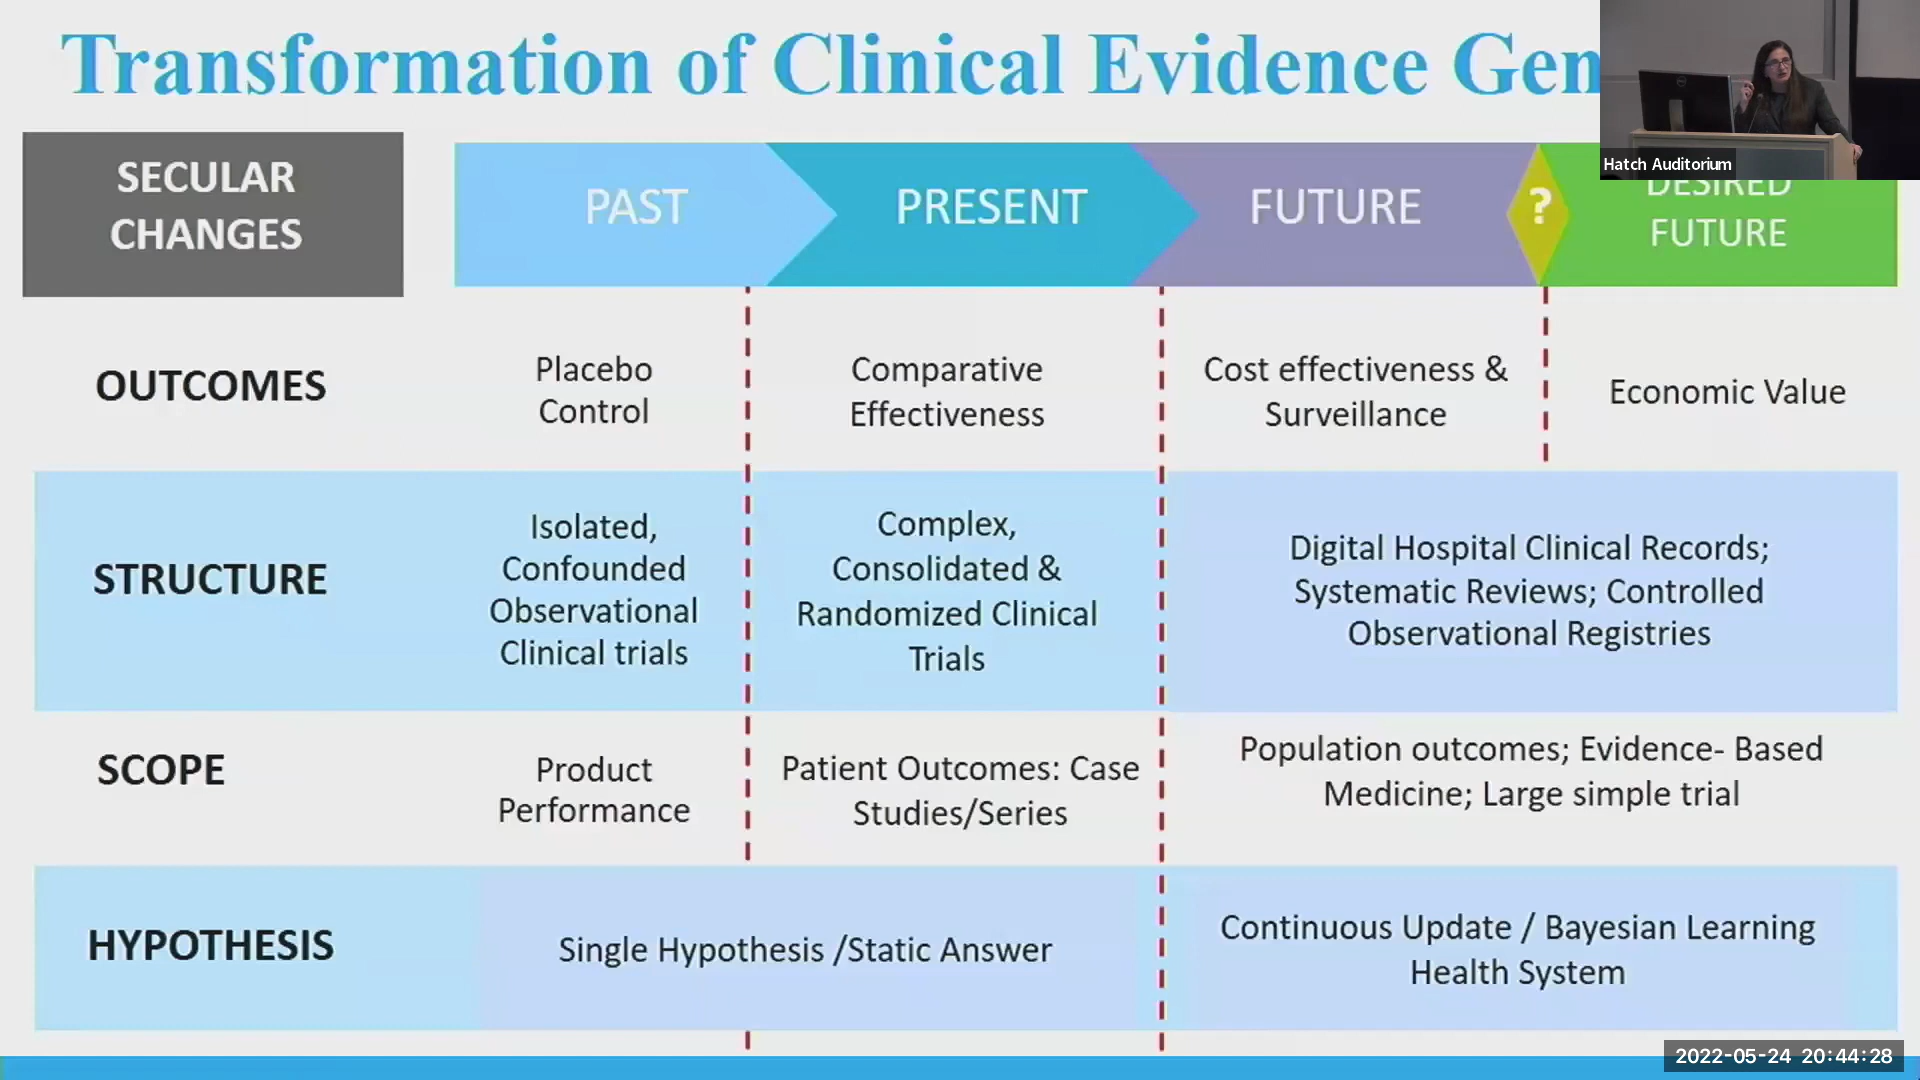 Transformation of Clinical Evidence Gen
Hatch Auditorium
SECULAR
CHANGES
PAST
PRESENT
FUTURE
?
DESIRED
FUTURE
OUTCOMES
Placebo
Control
Comparative
Effectiveness
Cost effectiveness &
Surveillance
Economic Value
STRUCTURE
Isolated,
Confounded
Observational
Clinical trials
Complex,
Consolidated &
Randomized Clinical
Trials
Digital Hospital Clinical Records;
Systematic Reviews; Controlled
Observational Registries
SCOPE
Product
Performance
Patient Outcomes: Case
Studies/Series
Population outcomes; Evidence- Based
Medicine; Large simple trial
HYPOTHESIS
Single Hypothesis /Static Answer
Continuous Update / Bayesian Learning
Health System
2022-05-24 20:44:28